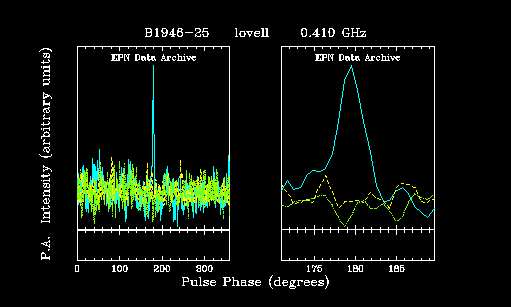 B1946-25 lovell 0.410 GHz
EPN Data Archive EPN Data Archive
P.A. Intensity (arbitrary units)
0 100 200 300 175 180 185
Pulse Phase (degrees)